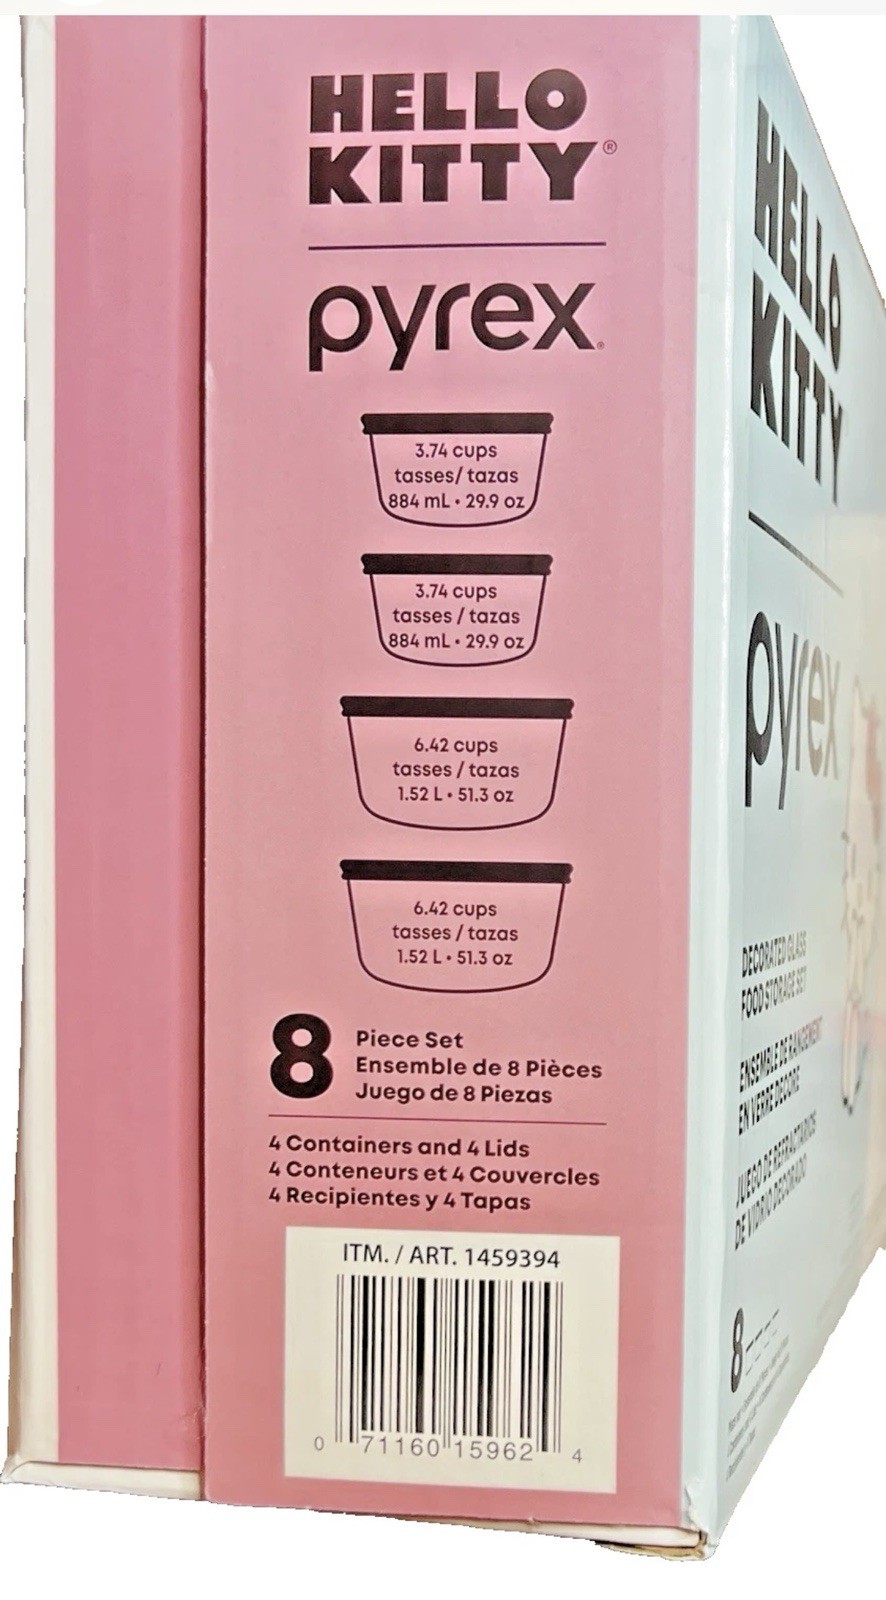 HELLO
KITTY®
pyrex®
3.74 cups
tasses/ tazas
884 mL • 29.9 oz
3.74 cups
tasses / tazas
884 mL • 29.9 oz
6.42 cups
tasses / tazas
1.52 L • 51.3 oz
6.42 cups
tasses / tazas
1.52 L • 51.3 oz
8
Piece Set
Ensemble de 8 Pièces
Juego de 8 Piezas
4 Containers and 4 Lids
4 Conteneurs et 4 Couvercles
4 Recipientes y 4 Tapas
ITM. / ART. 1459394
0 71160 15962 4
HELLO
KITTY
pyrex
DECORATED GLASS
FOOD STORAGE SET
ENSEMBLE DE RANGEMENT
EN VERRE DÉCORÉ
JUEGO DE REFRACTARIOS
DE VIDRIO DECORADO
8